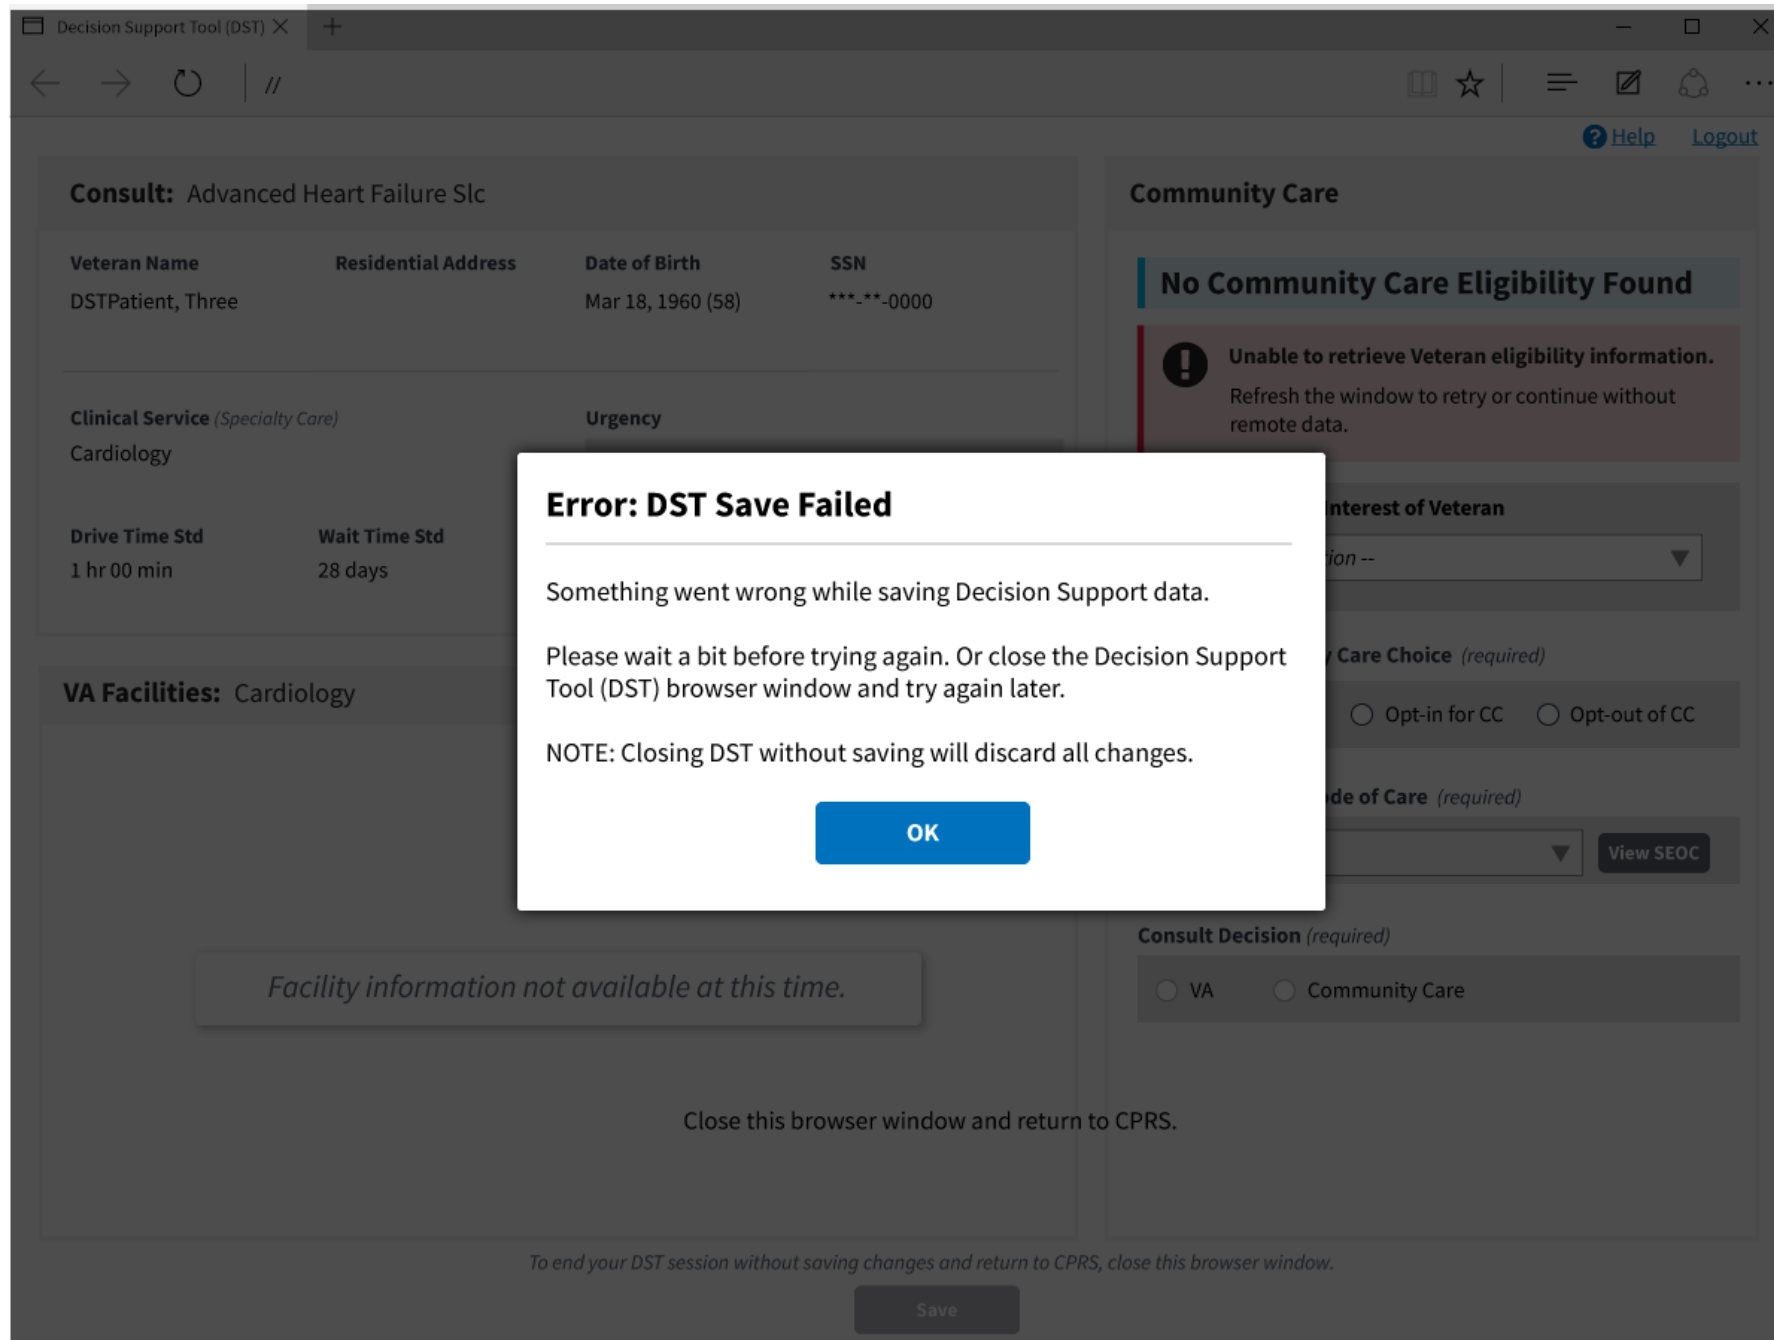 Decision Support Tool (DST)
//
Help Logout
Consult: Advanced Heart Failure Slc
Veteran Name Residential Address Date of Birth SSN
DSTPatient, Three Mar 18, 1960 (58) ***-**-0000
Clinical Service (Specialty Care) Urgency
Cardiology
Drive Time Std Wait Time Std
1 hr 00 min 28 days
VA Facilities: Cardiology
Facility information not available at this time.
Community Care
No Community Care Eligibility Found
Unable to retrieve Veteran eligibility information.
Refresh the window to retry or continue without
remote data.
Interest of Veteran
--
Care Choice (required)
Opt-in for CC Opt-out of CC
of Care (required)
View SEOC
Consult Decision (required)
VA Community Care
Error: DST Save Failed
Something went wrong while saving Decision Support data.
Please wait a bit before trying again. Or close the Decision Support
Tool (DST) browser window and try again later.
NOTE: Closing DST without saving will discard all changes.
OK
Close this browser window and return to CPRS.
To end your DST session without saving changes and return to CPRS, close this browser window.
Save